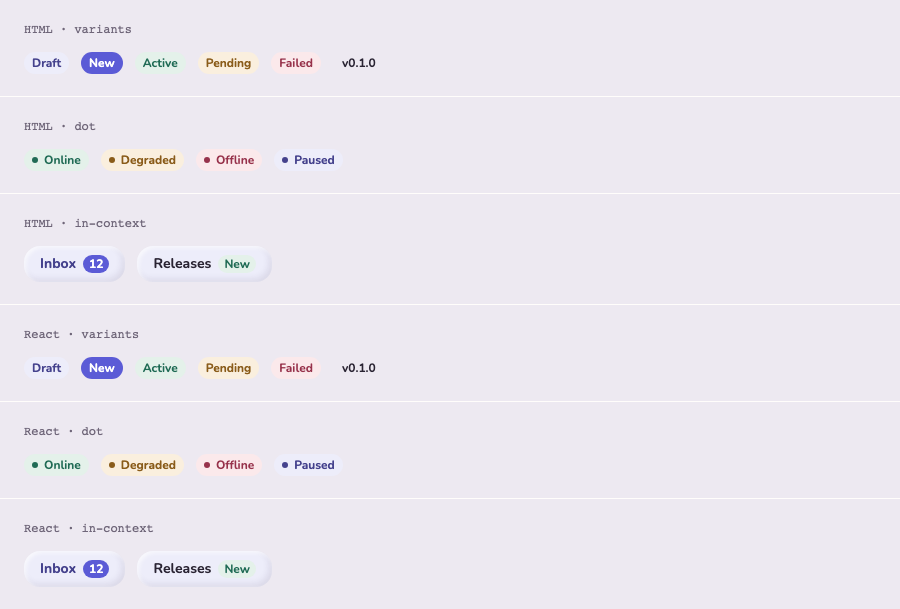 HTML · variants
Draft New Active Pending Failed v0.1.0
HTML · dot
Online Degraded Offline Paused
HTML · in-context
Inbox 12 Releases New
React · variants
Draft New Active Pending Failed v0.1.0
React · dot
Online Degraded Offline Paused
React · in-context
Inbox 12 Releases New